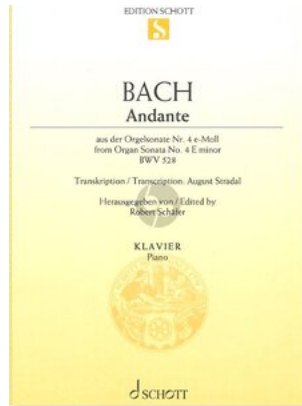 EDITION SCHOTT
S
BACH
Andante
aus der Orgelsonate Nr. 4 e-Moll
from Organ Sonata No. 4 E minor
BWV 528
Transkription / Transcription: August Stradal
Herausgegeben von / Edited by
Robert Schäfer
KLAVIER
Piano
SCHOTT